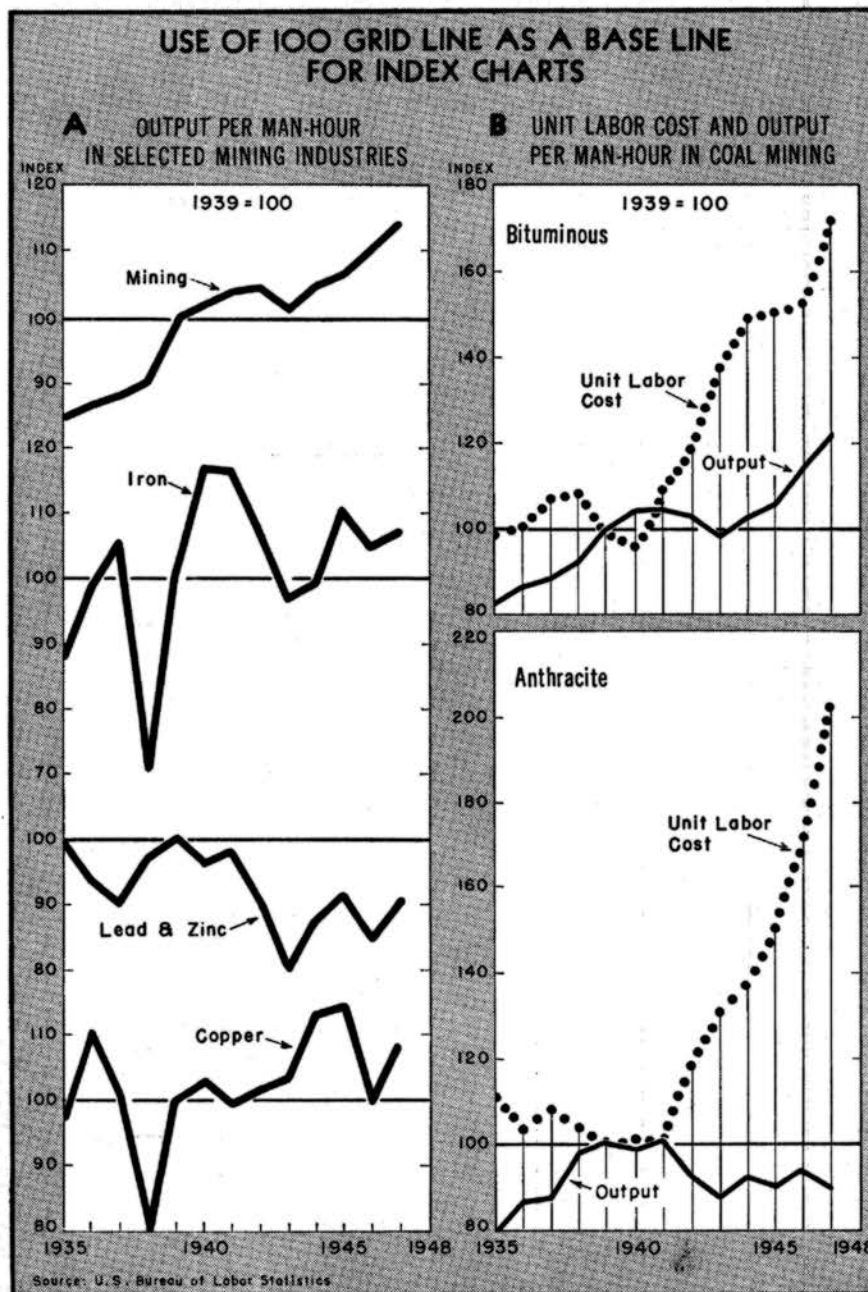 USE OF 100 GRID LINE AS A BASE LINE
FOR INDEX CHARTS
A OUTPUT PER MAN-HOUR
IN SELECTED MINING INDUSTRIES
INDEX
120
1939 = 100
110
Mining
100
90
120
Iron
110
100
90
80
70
100
90
Lead & Zinc
80
110
Copper
100
90
80
1935
1940
1945
1948
B UNIT LABOR COST AND OUTPUT
PER MAN-HOUR IN COAL MINING
INDEX
180
1939 = 100
Bituminous
160
140
Unit Labor
Cost
120
Output
100
80
220
Anthracite
200
180
Unit Labor
Cost
160
140
120
100
Output
80
1935
1940
1945
1948
Source: U.S. Bureau of Labor Statistics